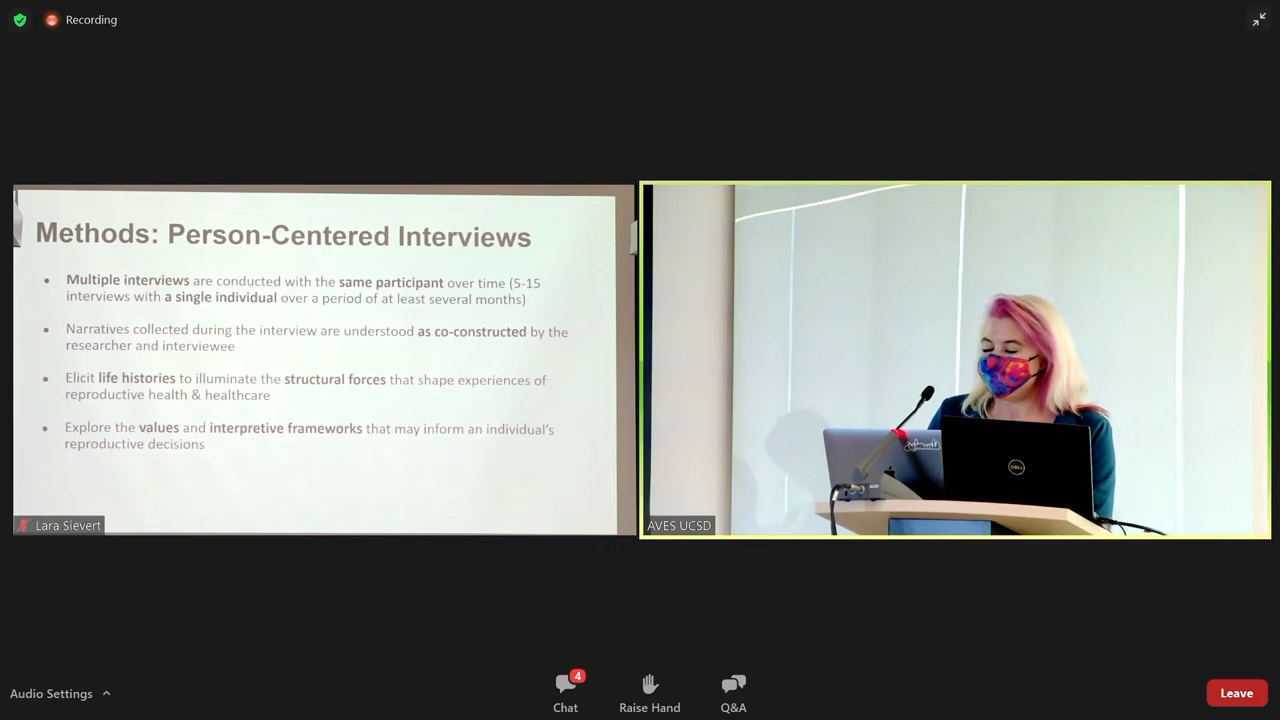 Recording
Methods: Person-Centered Interviews
• Multiple interviews are conducted with the same participant over time (5-15
interviews with a single individual over a period of at least several months)
• Narratives collected during the interview are understood as co-constructed by the
researcher and interviewee
• Elicit life histories to illuminate the structural forces that shape experiences of
reproductive health & healthcare
• Explore the values and interpretive frameworks that may inform an individual's
reproductive decisions
Lara Sievert
DELL
AVES UCSD
Audio Settings
4
Chat
Raise Hand
Q&A
Leave